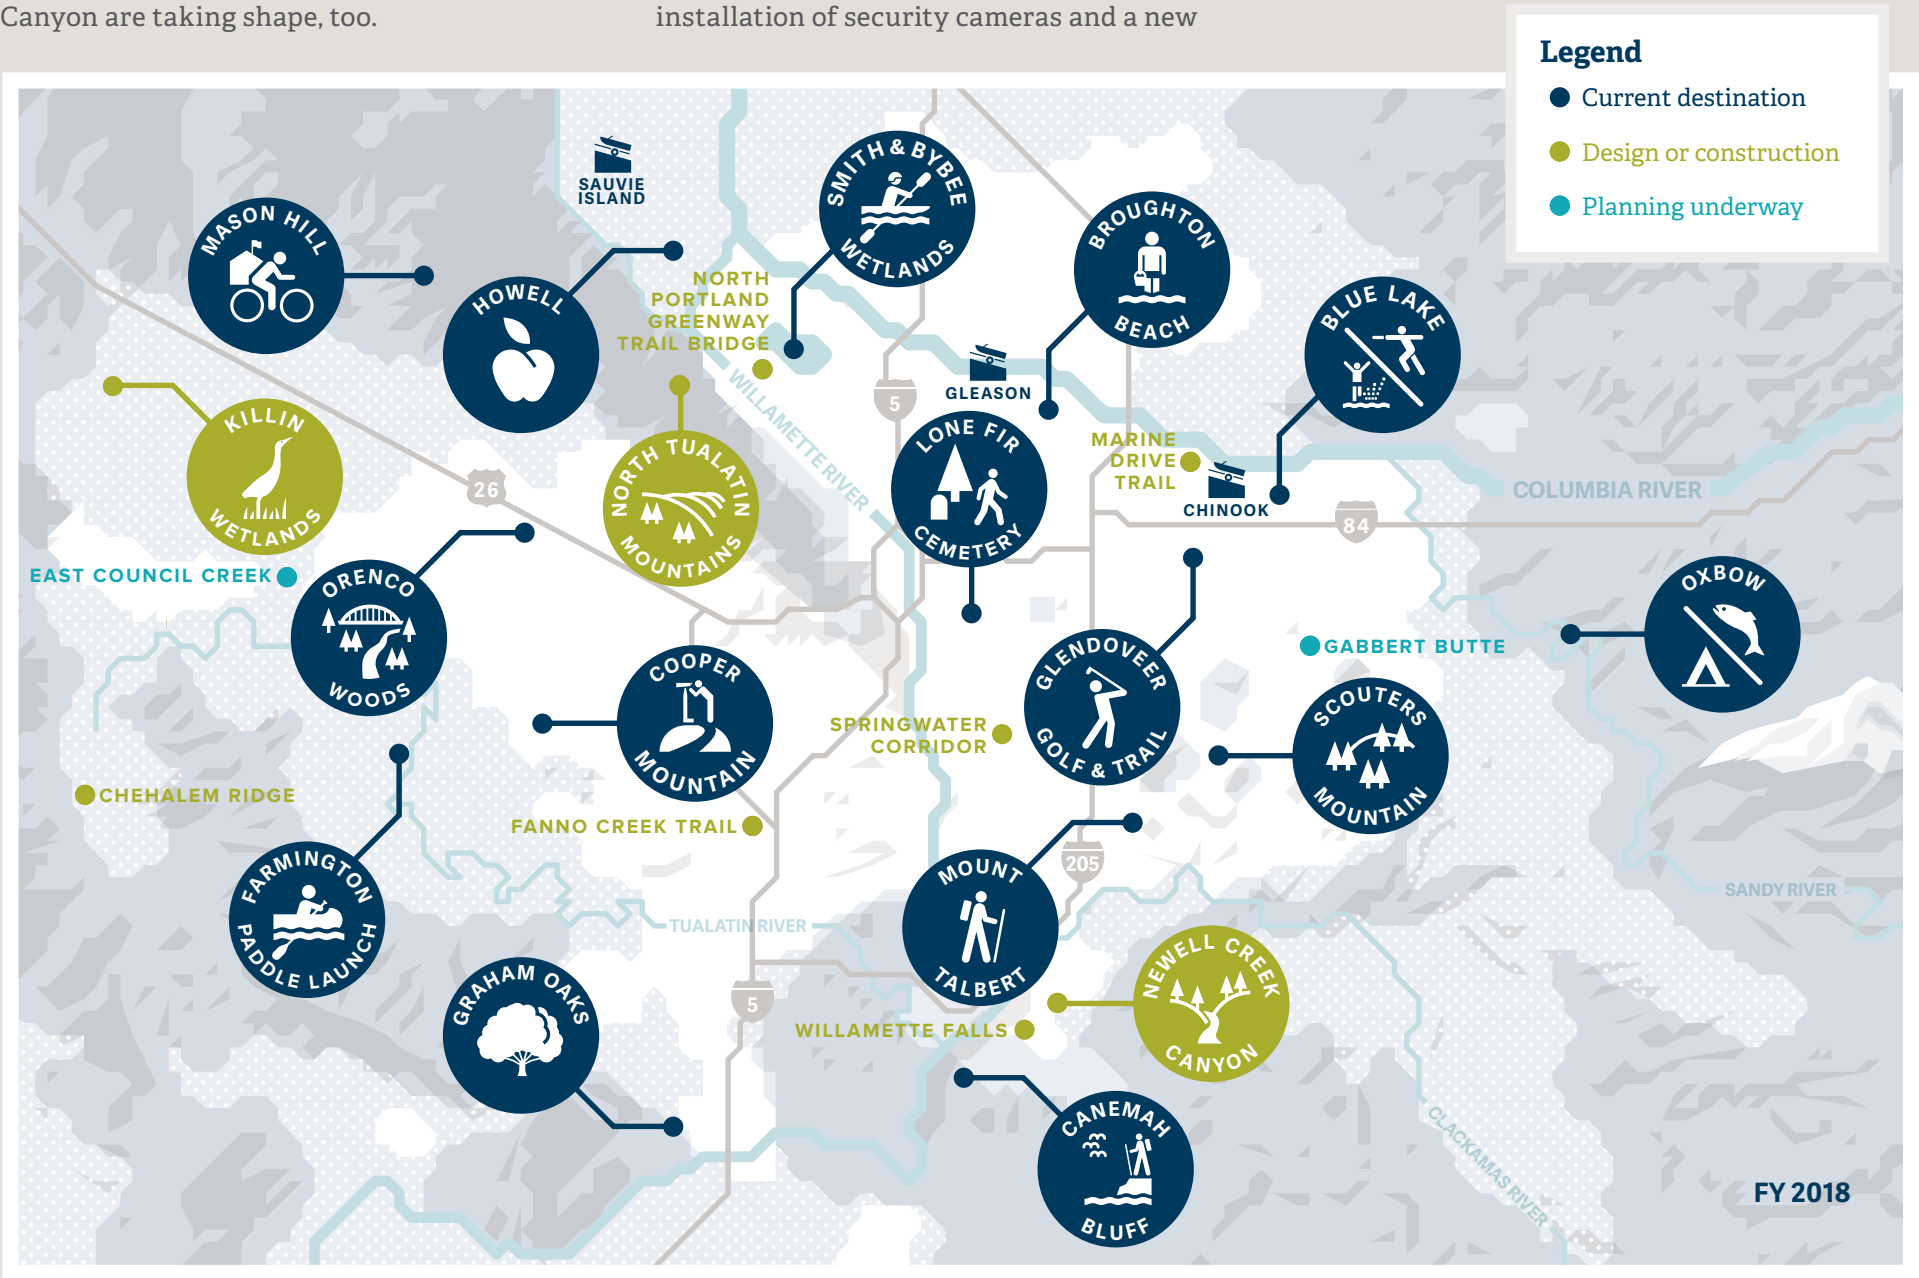 Canyon are taking shape, too.
installation of security cameras and a new
Legend
Current destination
Design or construction
Planning underway
SAUVIE
ISLAND
SMITH & BYBEE
WETLANDS
MASON HILL
BROUGHTON
BEACH
HOWELL
NORTH
PORTLAND
GREENWAY
TRAIL BRIDGE
BLUE LAKE
GLEASON
WILLAMETTE RIVER
5
KILLIN
WETLANDS
26
NORTH TUALATIN
MOUNTAINS
LONE FIR
CEMETERY
MARINE
DRIVE
TRAIL
CHINOOK
COLUMBIA RIVER
84
EAST COUNCIL CREEK
ORENCO
WOODS
OXBOW
GABBERT BUTTE
COOPER
MOUNTAIN
GLENDOVEER
GOLF & TRAIL
SPRINGWATER
CORRIDOR
SCOUTERS
MOUNTAIN
CHEHALEM RIDGE
FANNO CREEK TRAIL
205
FARMINGTON
PADDLE LAUNCH
MOUNT
TALBERT
SANDY RIVER
TUALATIN RIVER
NEWELL CREEK
CANYON
GRAHAM OAKS
5
WILLAMETTE FALLS
CANEMAH
BLUFF
CLACKAMAS RIVER
FY 2018